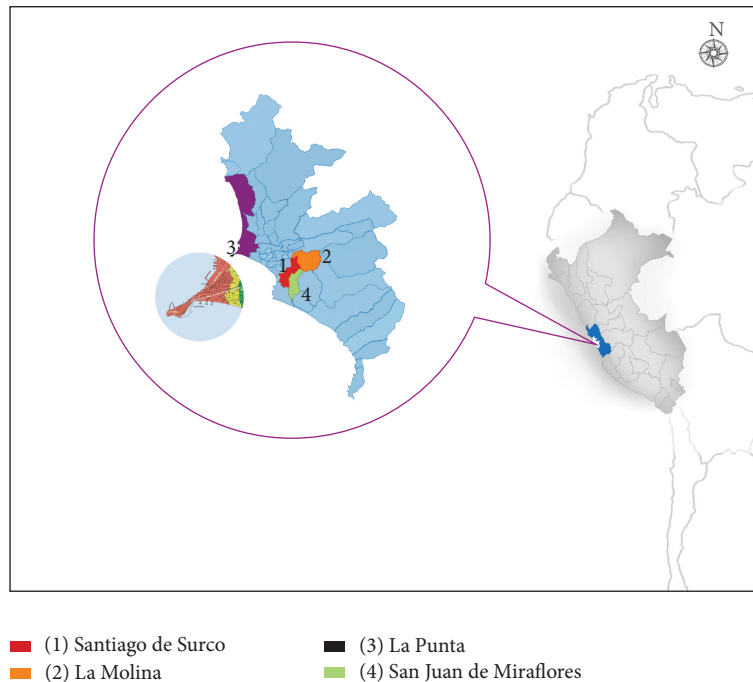 N
3
1
2
4
(1) Santiago de Surco
(2) La Molina
(3) La Punta
(4) San Juan de Miraflores